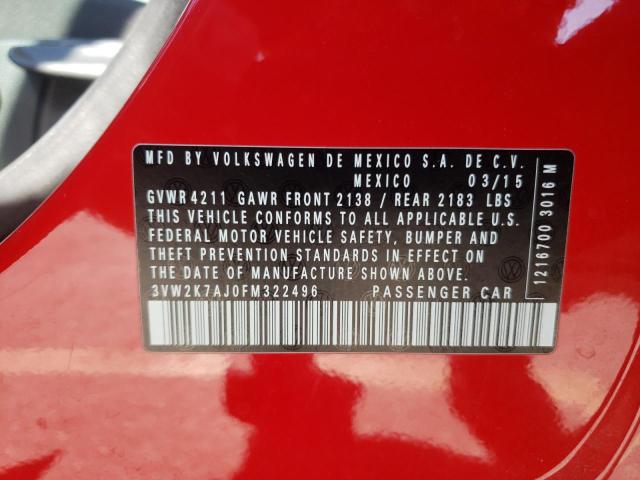 MFD BY VOLKSWAGEN DE MEXICO S.A. DE C.V.
MEXICO 03/15
GVWR 4211 GAWR FRONT 2138 / REAR 2183 LBS
THIS VEHICLE CONFORMS TO ALL APPLICABLE U.S.
FEDERAL MOTOR VEHICLE SAFETY, BUMPER AND
THEFT PREVENTION STANDARDS IN EFFECT ON
THE DATE OF MANUFACTURE SHOWN ABOVE.
3VW2K7AJ0FM322496 PASSENGER CAR
1216700 3016 M